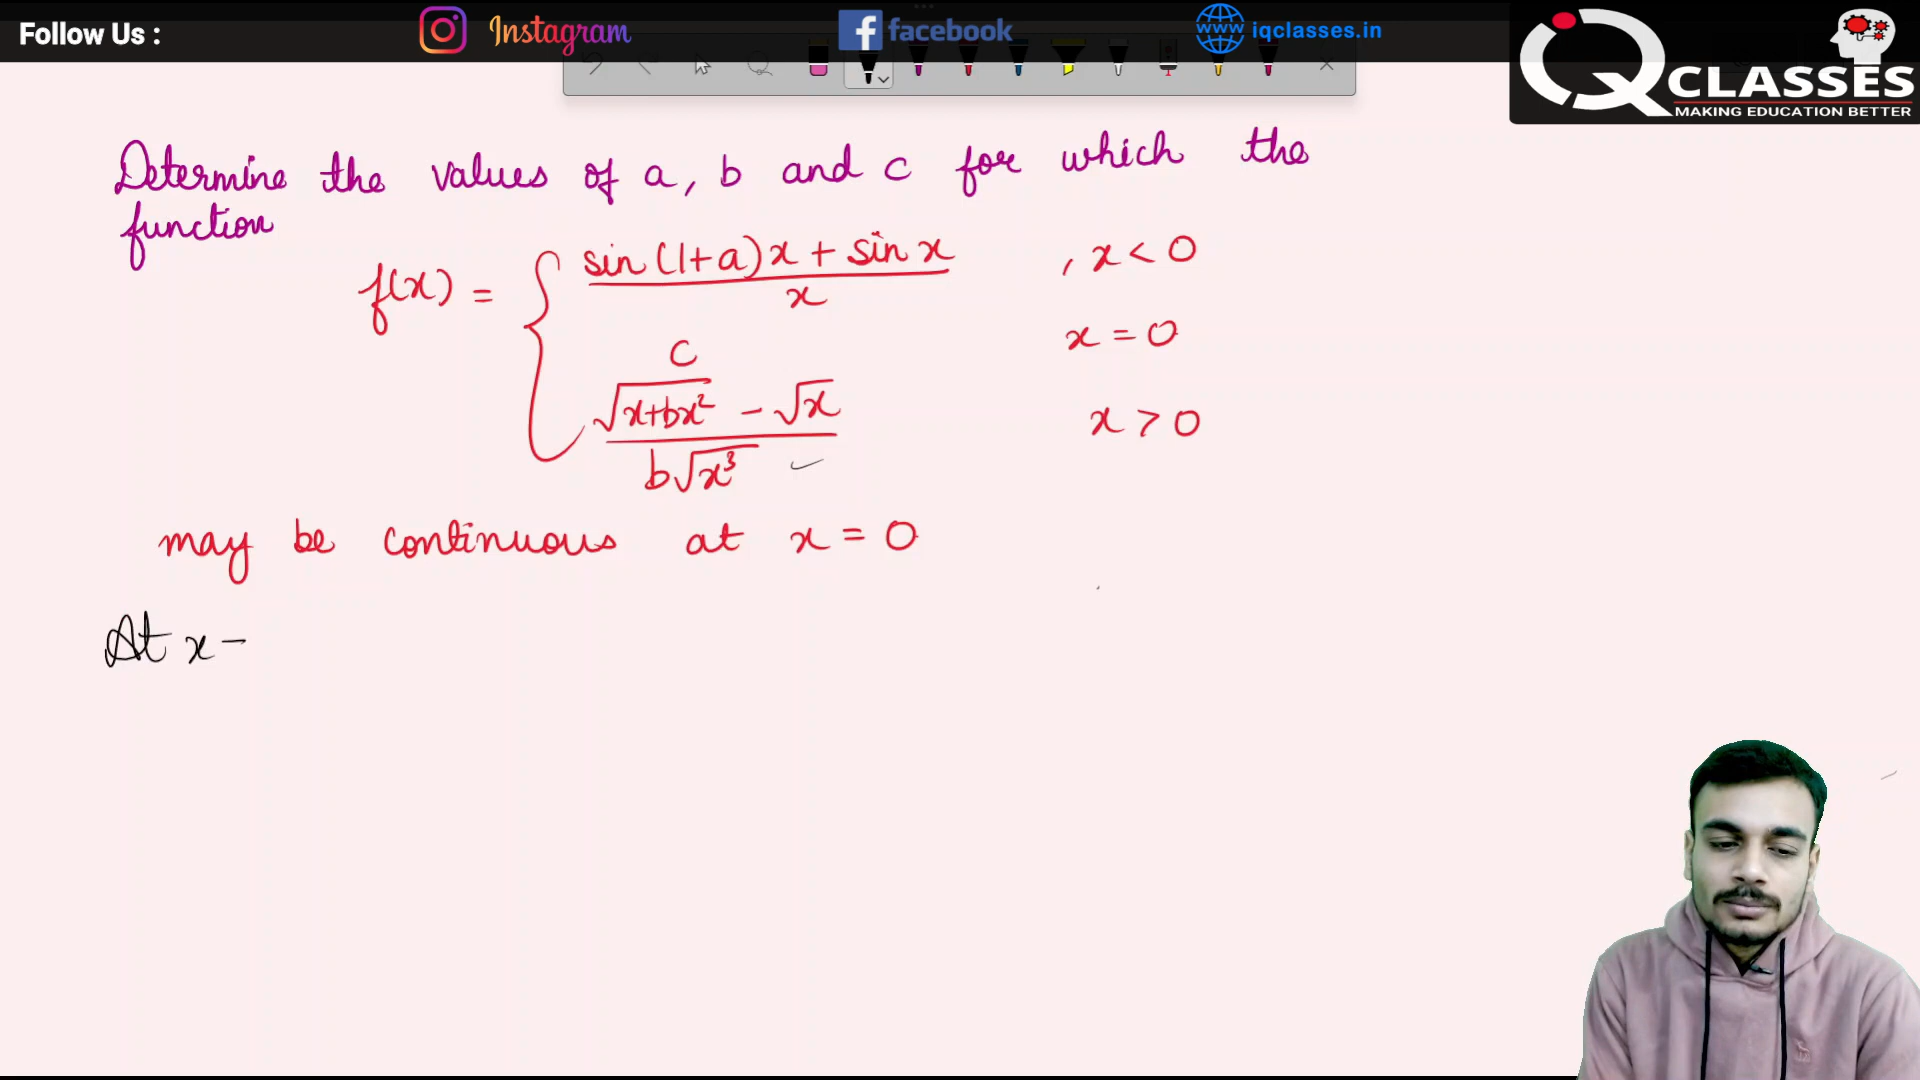 Follow Us :
Instagram
facebook
www iqclasses.in
IQ CLASSES
MAKING EDUCATION BETTER
Determine the values of a, b and c for which the
function
f(x) = { sin (1+a)x + sin x / x , x < 0
c x = 0
√x+bx² - √x / b√x³ x > 0
may be continuous at x = 0
At x -